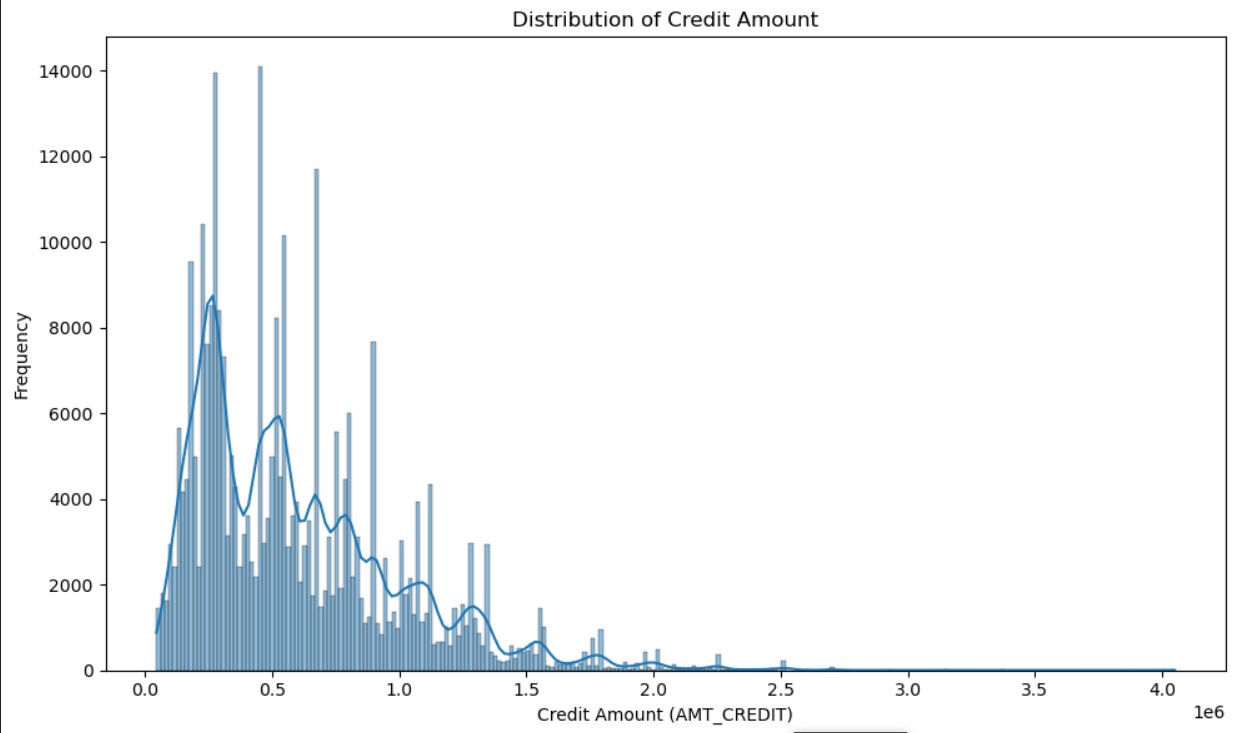 Distribution of Credit Amount
14000
12000
10000
8000
6000
4000
2000
0
Frequency
0.0 0.5 1.0 1.5 2.0 2.5 3.0 3.5 4.0
1e6
Credit Amount (AMT_CREDIT)